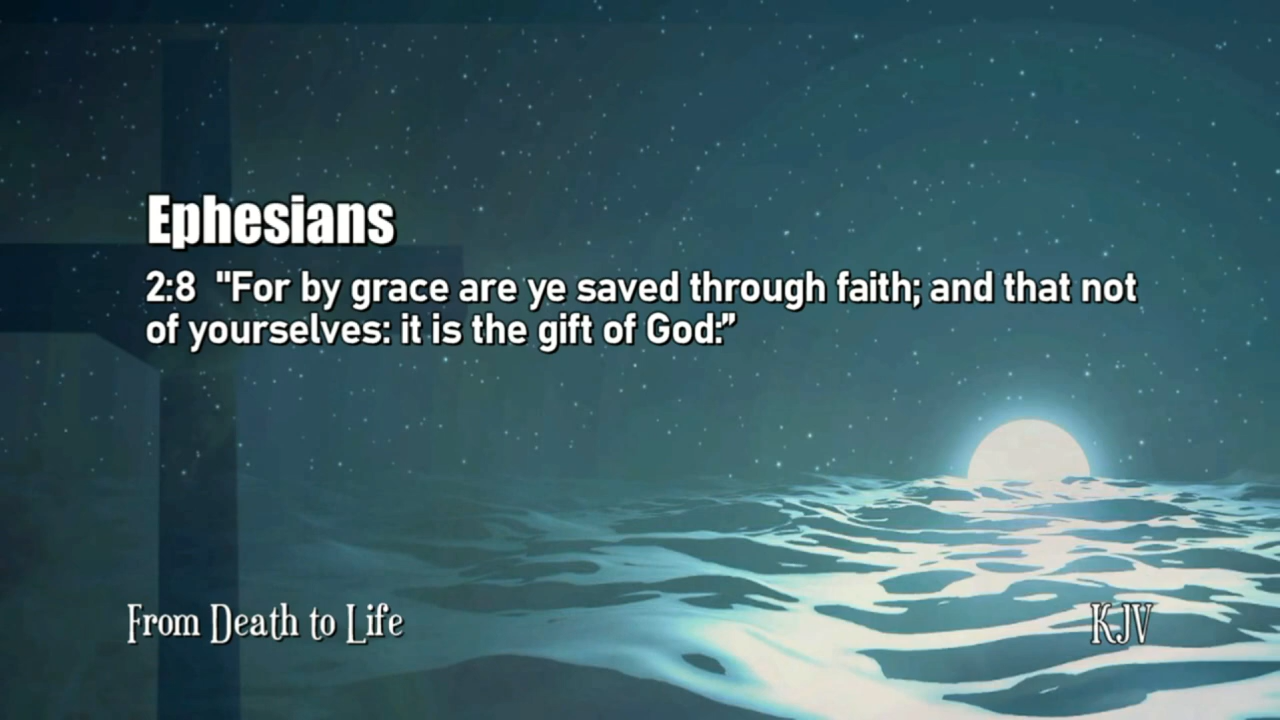 Ephesians
2:8 "For by grace are ye saved through faith; and that not
of yourselves: it is the gift of God:”
From Death to Life
KJV